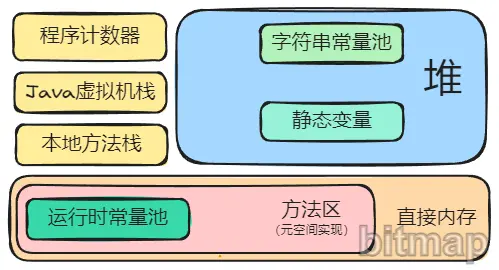 程序计数器
Java虚拟机栈
本地方法栈
字符串常量池
堆
静态变量
运行时常量池
方法区
(元空间实现)
直接内存
bitmap